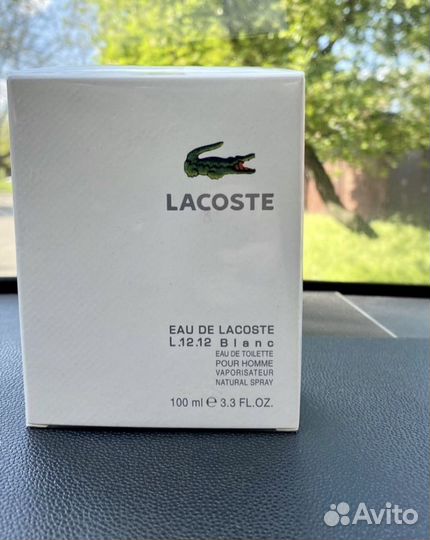 LACOSTE
EAU DE LACOSTE
L.12.12 Blanc
EAU DE TOILETTE
POUR HOMME
VAPORISATEUR
NATURAL SPRAY
100 ml ℮ 3.3 FL.OZ.
Avito